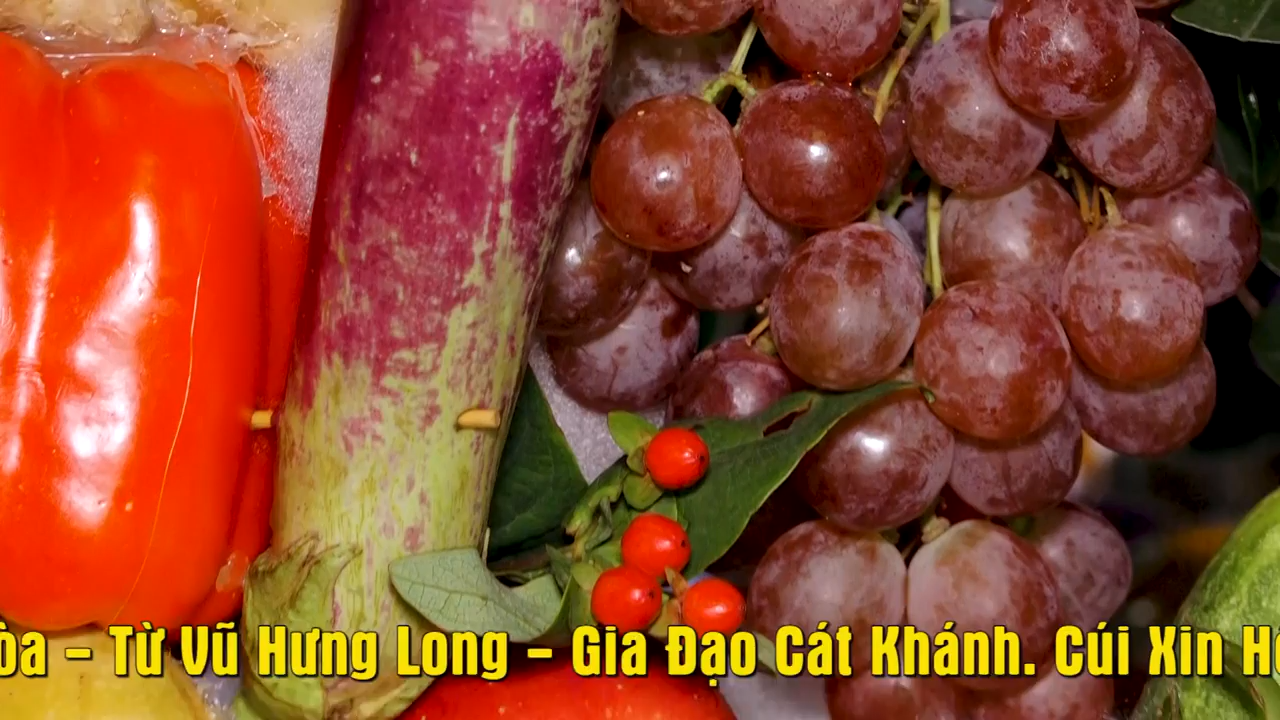 – Từ Vũ Hưng Long – Gia Đạo Cát Khánh. Cúi Xin